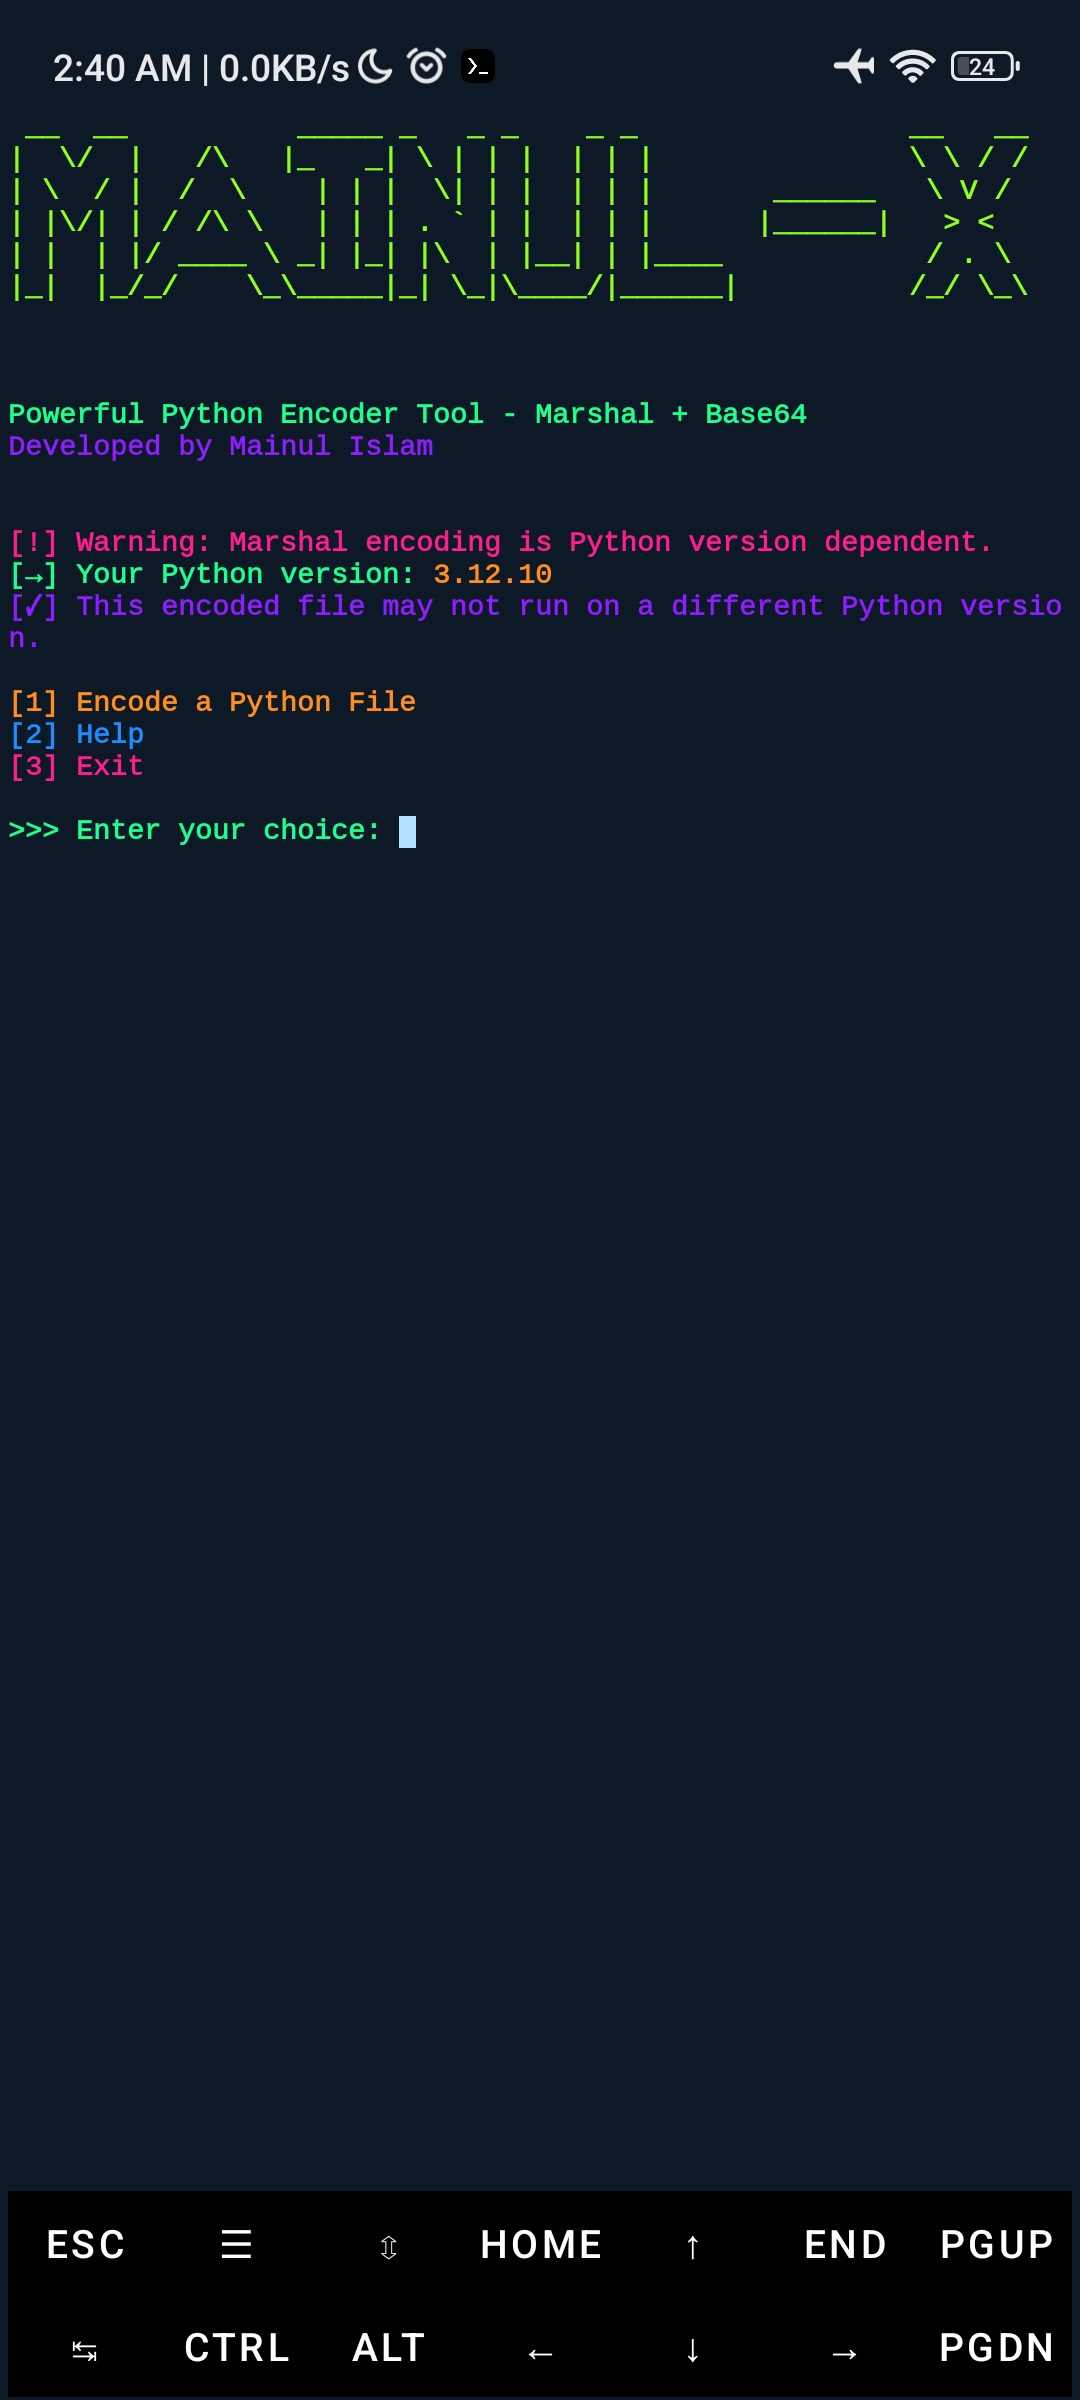 2:40 AM | 0.0KB/s
24
MAINUL - X
Powerful Python Encoder Tool - Marshal + Base64
Developed by Mainul Islam
[!] Warning: Marshal encoding is Python version dependent.
[→] Your Python version: 3.12.10
[✓] This encoded file may not run on a different Python versio
n.
[1] Encode a Python File
[2] Help
[3] Exit
>>> Enter your choice:
ESC ☰ ⇳ HOME ↑ END PGUP
↹ CTRL ALT ← ↓ → PGDN